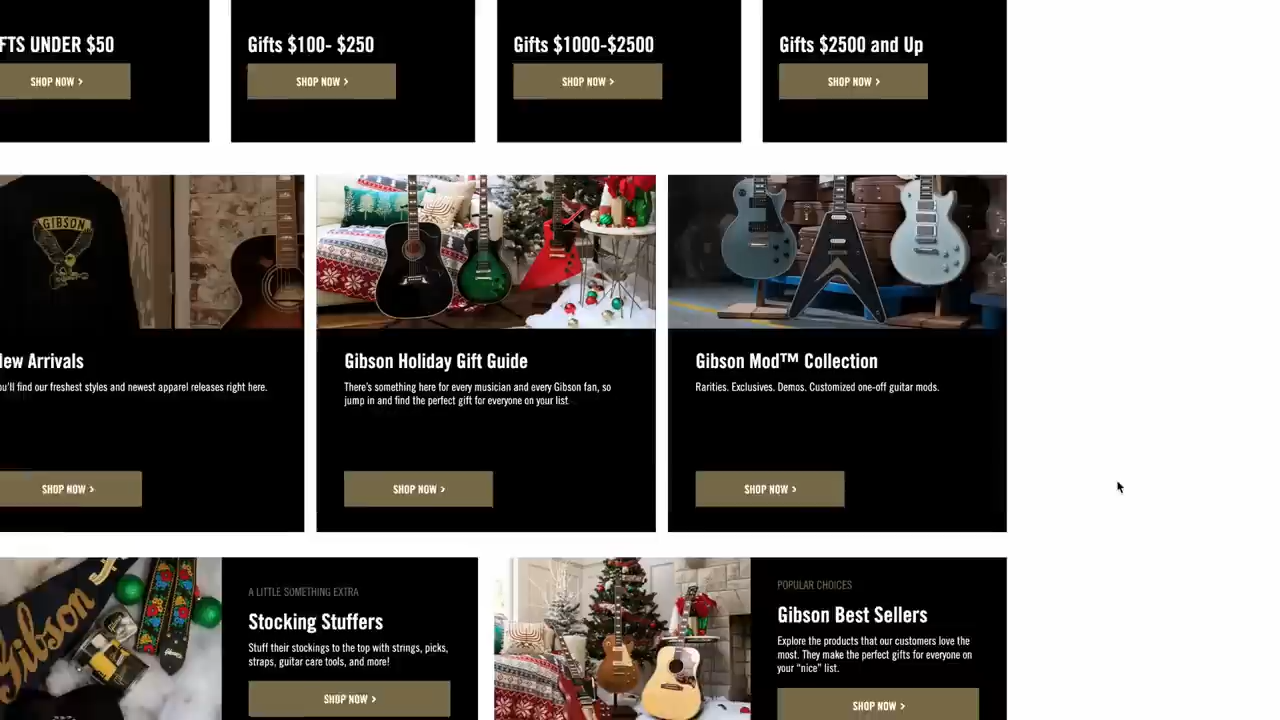 FTS UNDER $50
SHOP NOW >
Gifts $100- $250
SHOP NOW >
Gifts $1000-$2500
SHOP NOW >
Gifts $2500 and Up
SHOP NOW >
GIBSON
New Arrivals
ou'll find our freshest styles and newest apparel releases right here.
SHOP NOW >
Gibson Holiday Gift Guide
There's something here for every musician and every Gibson fan, so
jump in and find the perfect gift for everyone on your list.
SHOP NOW >
Gibson Mod™ Collection
Rarities. Exclusives. Demos. Customized one-off guitar mods.
SHOP NOW >
Gibson
A LITTLE SOMETHING EXTRA
Stocking Stuffers
Stuff their stockings to the top with strings, picks,
straps, guitar care tools, and more!
SHOP NOW >
POPULAR CHOICES
Gibson Best Sellers
Explore the products that our customers love the
most. They make the perfect gifts for everyone on
your “nice” list.
SHOP NOW >